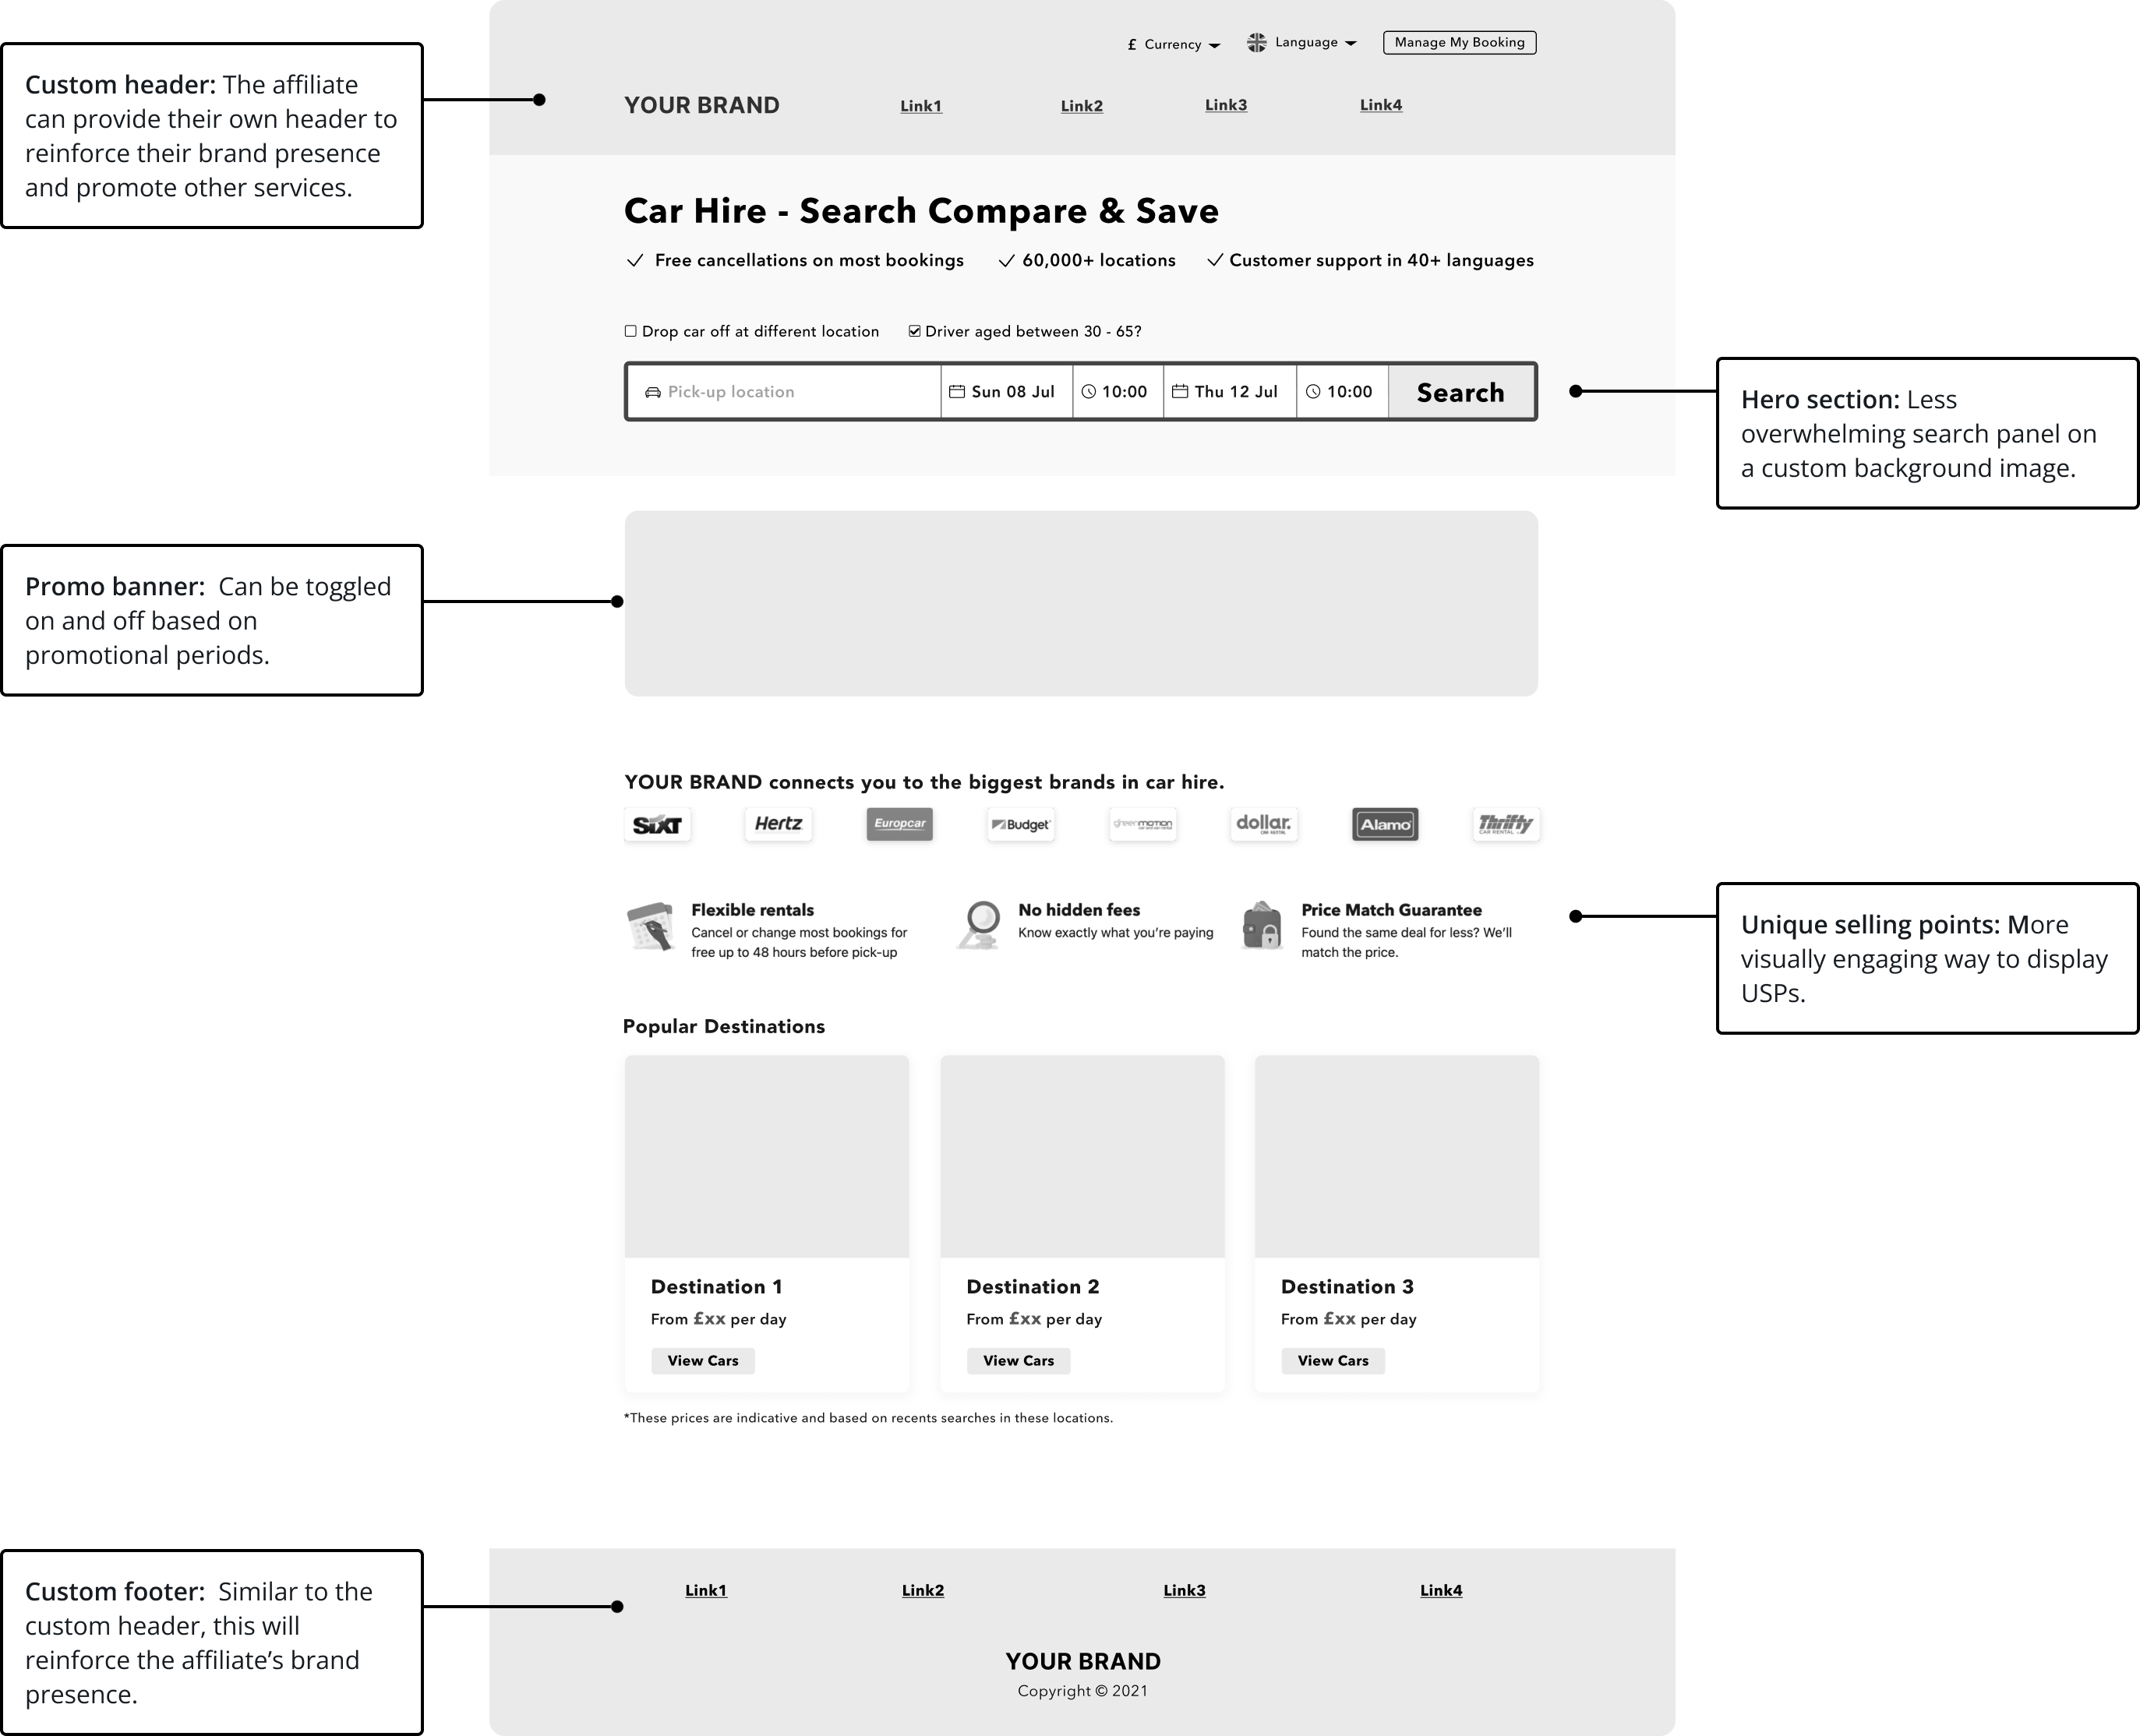 £ Currency
Language
Manage My Booking
Custom header: The affiliate
can provide their own header to
reinforce their brand presence
and promote other services.
YOUR BRAND
Link1
Link2
Link3
Link4
Car Hire - Search Compare & Save
Free cancellations on most bookings
60,000+ locations
Customer support in 40+ languages
Drop car off at different location
Driver aged between 30 - 65?
Pick-up location
Sun 08 Jul
10:00
Thu 12 Jul
10:00
Search
Hero section: Less
overwhelming search panel on
a custom background image.
Promo banner:  Can be toggled
on and off based on
promotional periods.
YOUR BRAND connects you to the biggest brands in car hire.
SiXT
Hertz
Europcar
Budget
greenmotion
dollar.
CAR RENTAL
Alamo
Thrifty
CAR RENTAL
Flexible rentals
Cancel or change most bookings for
free up to 48 hours before pick-up
No hidden fees
Know exactly what you’re paying
Price Match Guarantee
Found the same deal for less? We’ll
match the price.
Unique selling points: More
visually engaging way to display
USPs.
Popular Destinations
Destination 1
From £xx per day
View Cars
Destination 2
From £xx per day
View Cars
Destination 3
From £xx per day
View Cars
*These prices are indicative and based on recents searches in these locations.
Custom footer:  Similar to the
custom header, this will
reinforce the affiliate’s brand
presence.
Link1
Link2
Link3
Link4
YOUR BRAND
Copyright © 2021